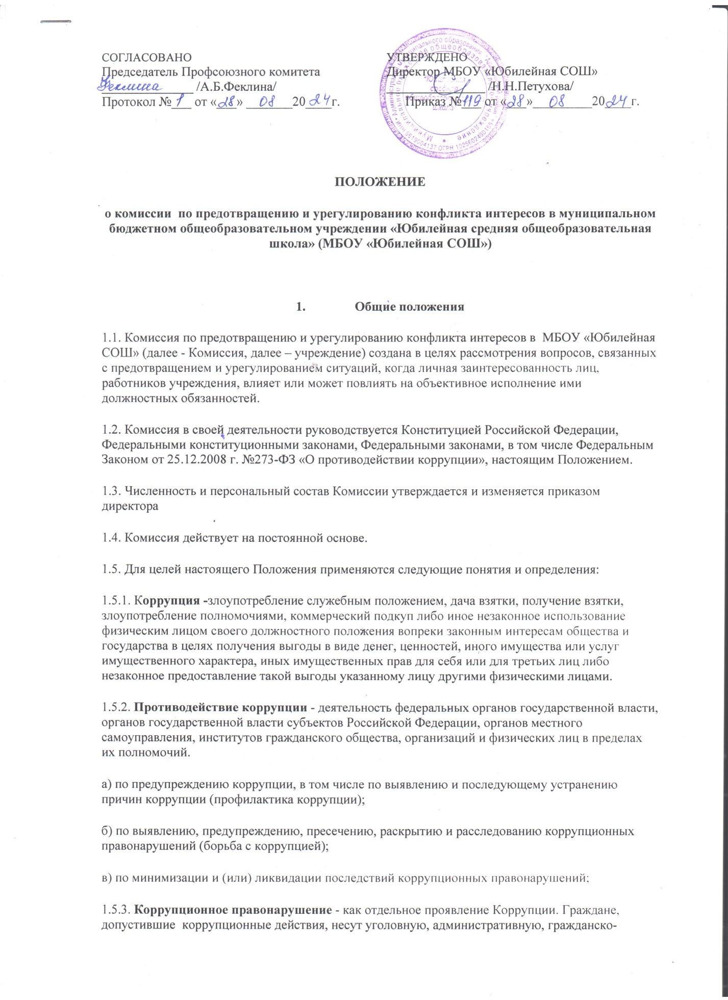 СОГЛАСОВАНО
Председатель Профсоюзного комитета
Феклина /А.Б.Феклина/
Протокол № 1 от «28» 08 2024г.
УТВЕРЖДЕНО
Директор МБОУ «Юбилейная СОШ»
/Н.Н.Петухова/
Приказ №119 от «28» 08 2024г.
ИНН 5619004137 ОГРН 1025602490165
ПОЛОЖЕНИЕ
о комиссии по предотвращению и урегулированию конфликта интересов в муниципальном
бюджетном общеобразовательном учреждении «Юбилейная средняя общеобразовательная
школа» (МБОУ «Юбилейная СОШ»)
1. Общие положения
1.1. Комиссия по предотвращению и урегулированию конфликта интересов в МБОУ «Юбилейная
СОШ» (далее - Комиссия, далее – учреждение) создана в целях рассмотрения вопросов, связанных
с предотвращением и урегулированием ситуаций, когда личная заинтересованность лиц,
работников учреждения, влияет или может повлиять на объективное исполнение ими
должностных обязанностей.
1.2. Комиссия в своей деятельности руководствуется Конституцией Российской Федерации,
Федеральными конституционными законами, Федеральными законами, в том числе Федеральным
Законом от 25.12.2008 г. №273-ФЗ «О противодействии коррупции», настоящим Положением.
1.3. Численность и персональный состав Комиссии утверждается и изменяется приказом
директора
1.4. Комиссия действует на постоянной основе.
1.5. Для целей настоящего Положения применяются следующие понятия и определения:
1.5.1. Коррупция -злоупотребление служебным положением, дача взятки, получение взятки,
злоупотребление полномочиями, коммерческий подкуп либо иное незаконное использование
физическим лицом своего должностного положения вопреки законным интересам общества и
государства в целях получения выгоды в виде денег, ценностей, иного имущества или услуг
имущественного характера, иных имущественных прав для себя или для третьих лиц либо
незаконное предоставление такой выгоды указанному лицу другими физическими лицами.
1.5.2. Противодействие коррупции - деятельность федеральных органов государственной власти,
органов государственной власти субъектов Российской Федерации, органов местного
самоуправления, институтов гражданского общества, организаций и физических лиц в пределах
их полномочий.
а) по предупреждению коррупции, в том числе по выявлению и последующему устранению
причин коррупции (профилактика коррупции);
б) по выявлению, предупреждению, пресечению, раскрытию и расследованию коррупционных
правонарушений (борьба с коррупцией);
в) по минимизации и (или) ликвидации последствий коррупционных правонарушений;
1.5.3. Коррупционное правонарушение - как отдельное проявление Коррупции. Граждане,
допустившие коррупционные действия, несут уголовную, административную, гражданско-